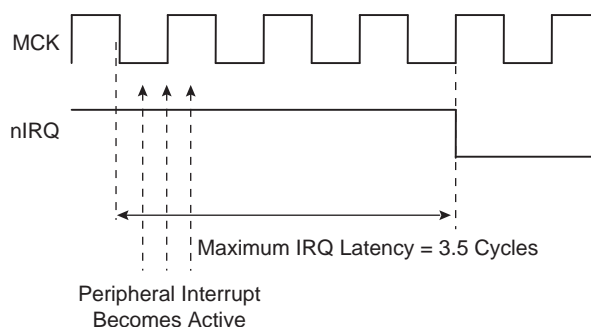 MCK
nIRQ
Maximum IRQ Latency = 3.5 Cycles
Peripheral Interrupt
Becomes Active